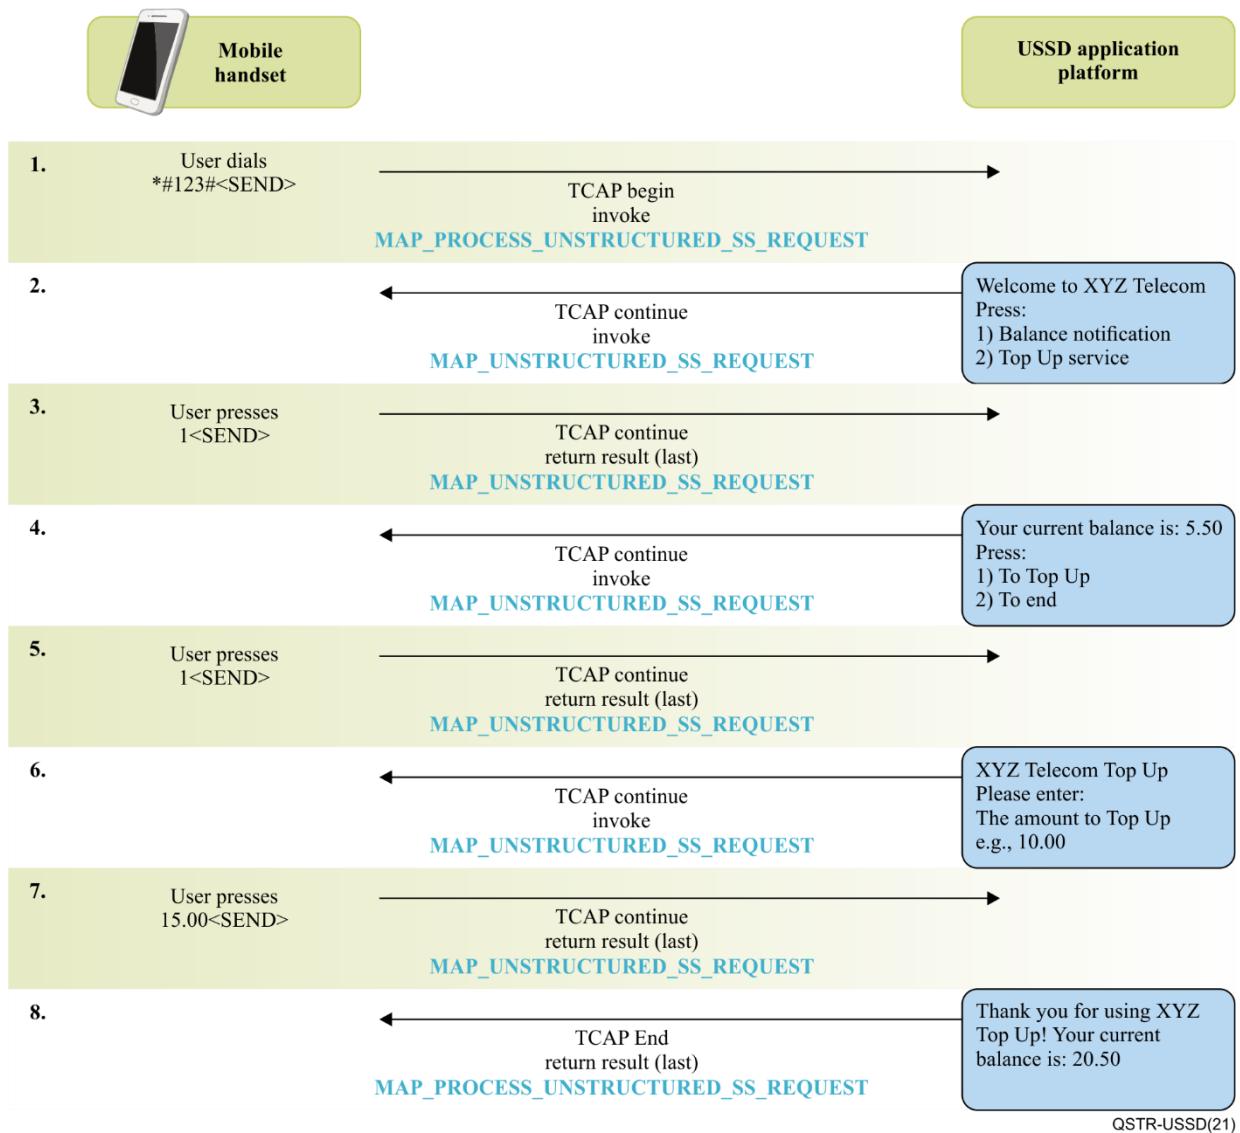 Mobile
handset
USSD application
platform
1.
User dials
*#123#<SEND>
TCAP begin
invoke
MAP_PROCESS_UNSTRUCTURED_SS_REQUEST
2.
TCAP continue
invoke
MAP_UNSTRUCTURED_SS_REQUEST
Welcome to XYZ Telecom
Press:
1) Balance notification
2) Top Up service
3.
User presses
1<SEND>
TCAP continue
return result (last)
MAP_UNSTRUCTURED_SS_REQUEST
4.
TCAP continue
invoke
MAP_UNSTRUCTURED_SS_REQUEST
Your current balance is: 5.50
Press:
1) To Top Up
2) To end
5.
User presses
1<SEND>
TCAP continue
return result (last)
MAP_UNSTRUCTURED_SS_REQUEST
6.
TCAP continue
invoke
MAP_UNSTRUCTURED_SS_REQUEST
XYZ Telecom Top Up
Please enter:
The amount to Top Up
e.g., 10.00
7.
User presses
15.00<SEND>
TCAP continue
return result (last)
MAP_UNSTRUCTURED_SS_REQUEST
8.
TCAP End
return result (last)
MAP_PROCESS_UNSTRUCTURED_SS_REQUEST
Thank you for using XYZ
Top Up! Your current
balance is: 20.50
QSTR-USSD(21)